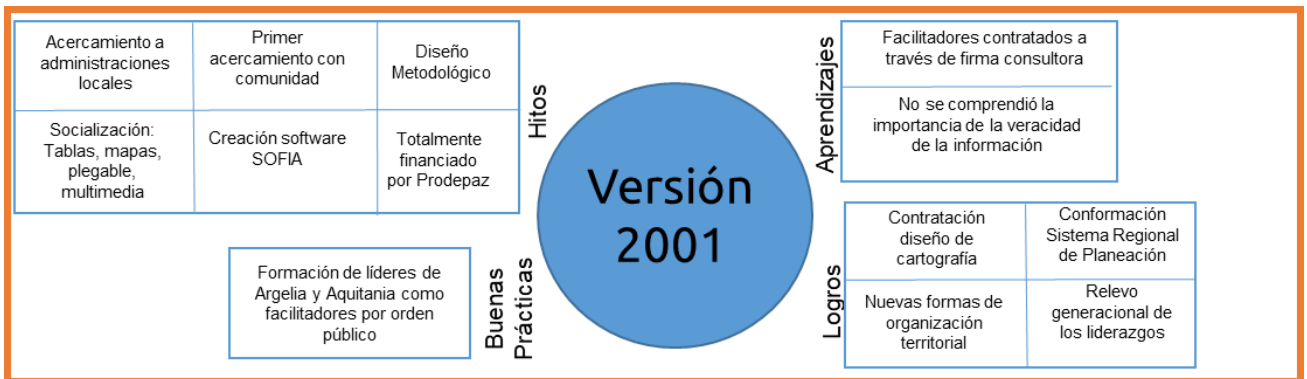 Acercamiento a
administraciones
locales
Primer
acercamiento con
comunidad
Diseño
Metodológico
Socialización:
Tablas, mapas,
plegable,
multimedia
Creación software
SOFIA
Totalmente
financiado
por Prodepaz
Hitos
Formación de líderes de
Argelia y Aquitania como
facilitadores por orden
público
Buenas
Prácticas
Versión
2001
Aprendizajes
Facilitadores contratados a
través de firma consultora
No se comprendió la
importancia de la veracidad
de la información
Logros
Contratación
diseño de
cartografía
Conformación
Sistema Regional
de Planeación
Nuevas formas de
organización
territorial
Relevo
generacional de
los liderazgos